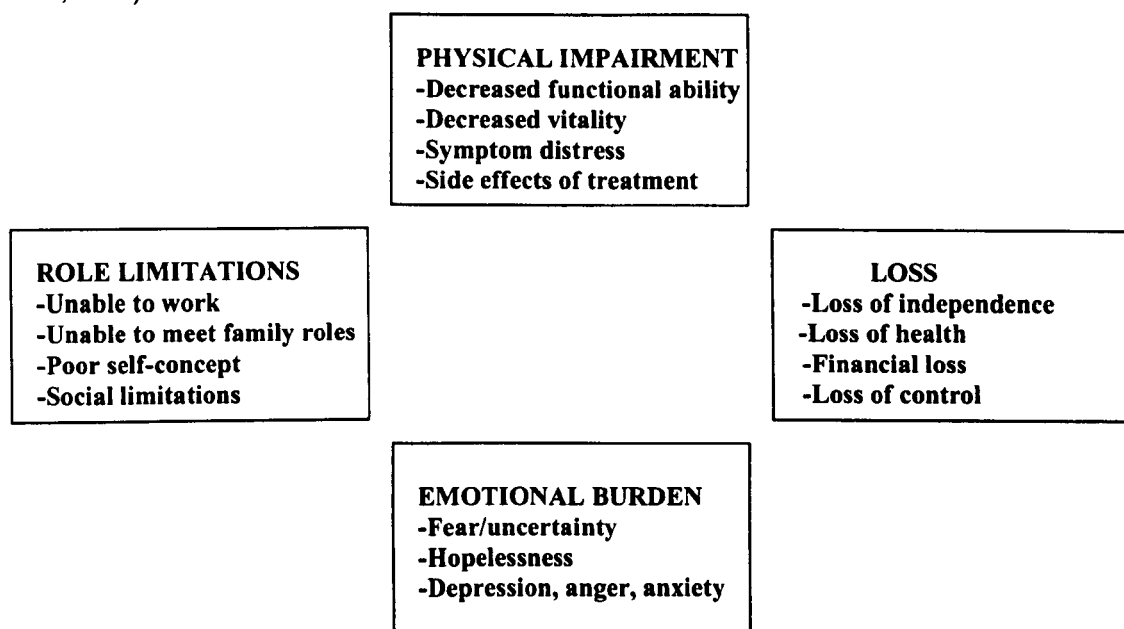 PHYSICAL IMPAIRMENT
-Decreased functional ability
-Decreased vitality
-Symptom distress
-Side effects of treatment
ROLE LIMITATIONS
-Unable to work
-Unable to meet family roles
-Poor self-concept
-Social limitations
LOSS
-Loss of independence
-Loss of health
-Financial loss
-Loss of control
EMOTIONAL BURDEN
-Fear/uncertainty
-Hopelessness
-Depression, anger, anxiety